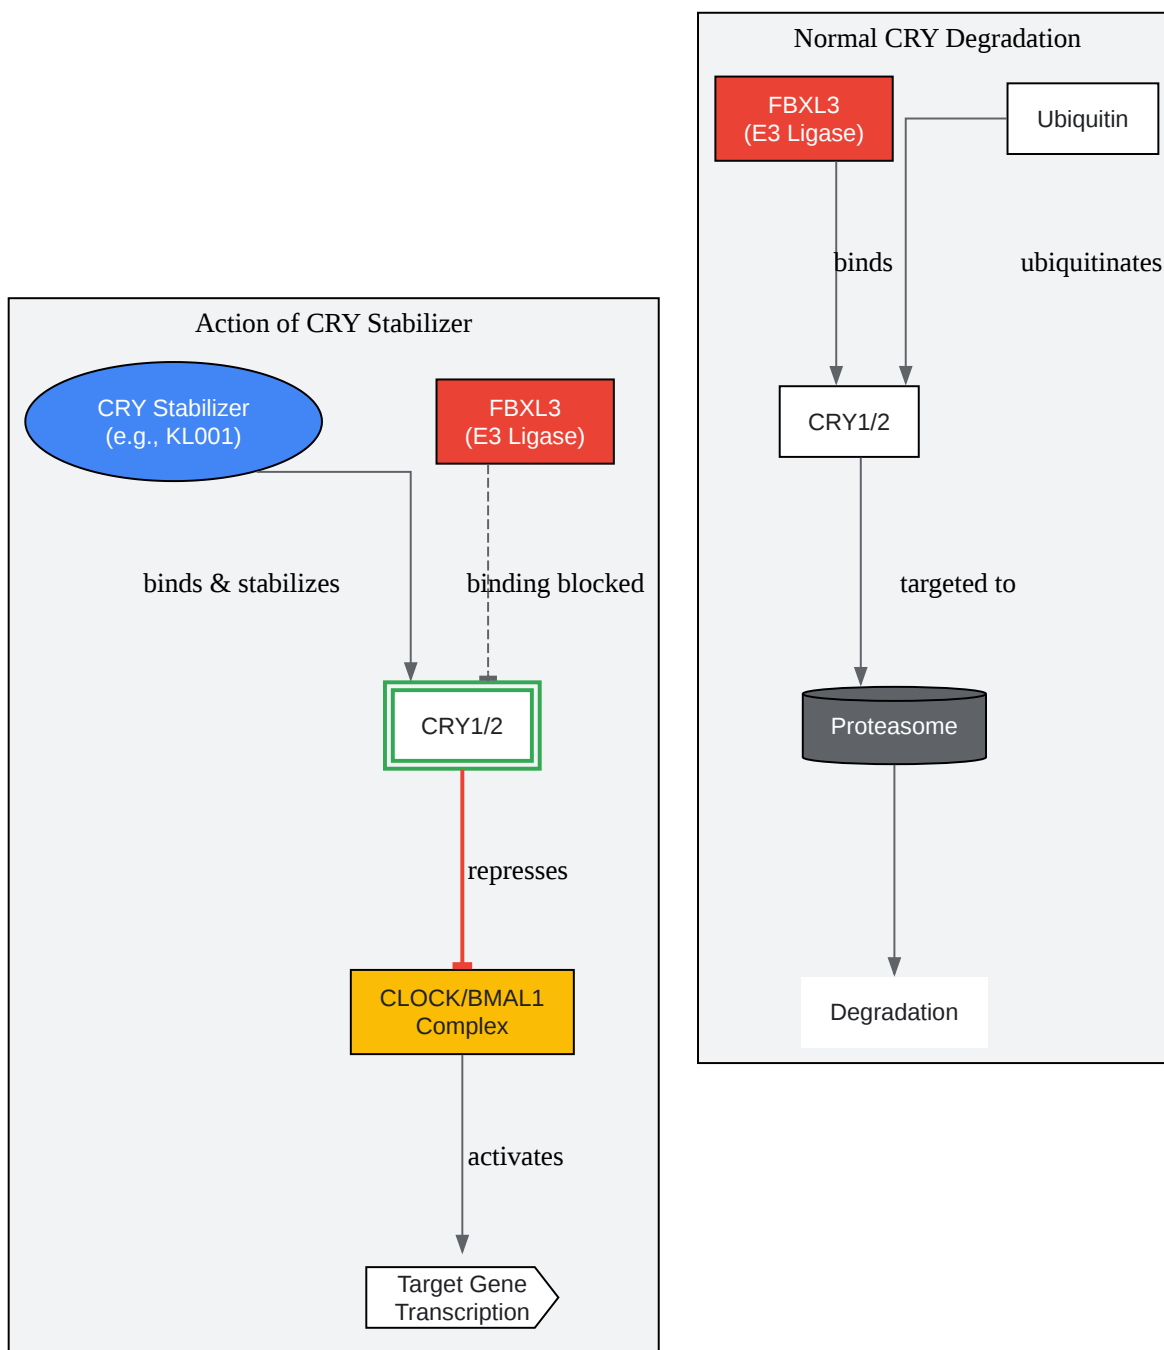 Normal CRY Degradation
FBXL3
(E3 Ligase)
Ubiquitin
binds
ubiquitinates
CRY1/2
targeted to
Proteasome
Degradation
Action of CRY Stabilizer
CRY Stabilizer
(e.g., KL001)
FBXL3
(E3 Ligase)
binds & stabilizes
binding blocked
CRY1/2
represses
CLOCK/BMAL1
Complex
activates
Target Gene
Transcription